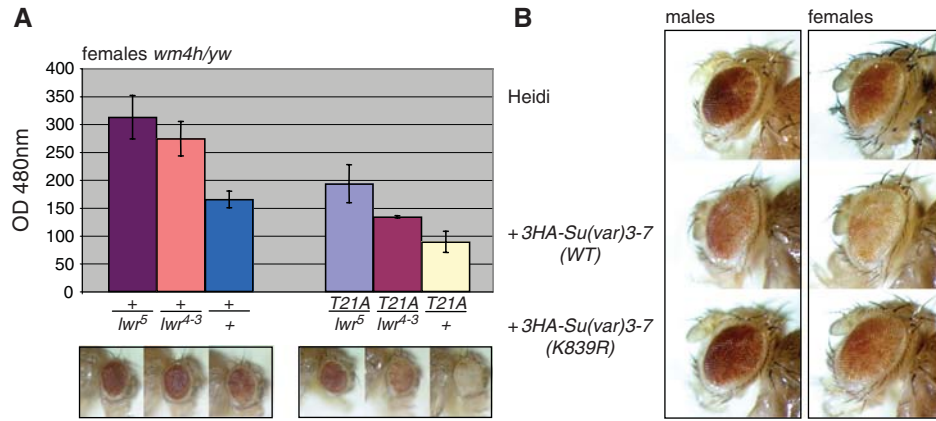 A
females wm4h/yw
OD 480nm
400
350
300
250
200
150
100
50
0
+
lwr⁵
+
lwr⁴⁻³
+
+
T21A
lwr⁵
T21A
lwr⁴⁻³
T21A
+
B
males
females
Heidi
+ 3HA-Su(var)3-7
(WT)
+ 3HA-Su(var)3-7
(K839R)